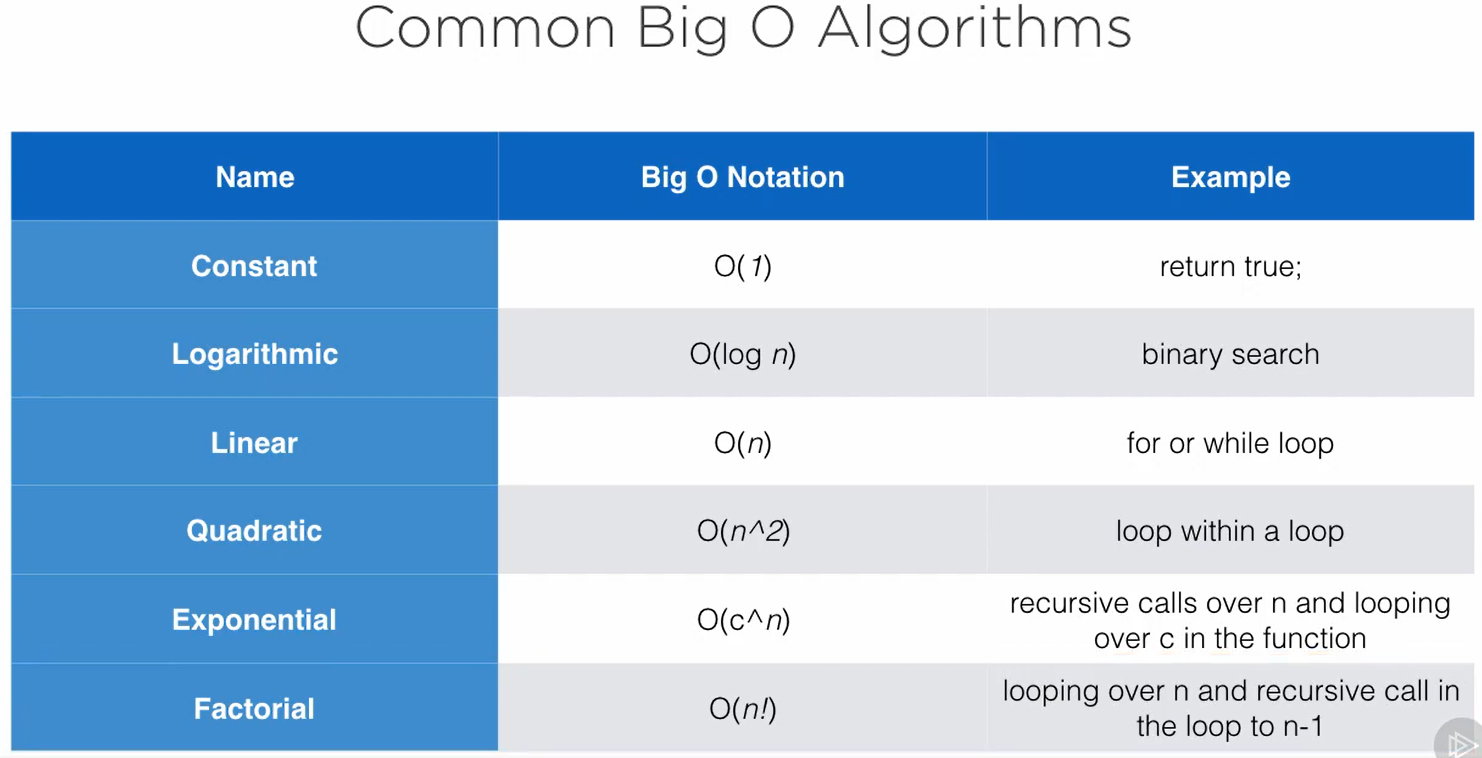 Common Big O Algorithms
Name Big O Notation Example
Constant O(1) return true;
Logarithmic O(log n) binary search
Linear O(n) for or while loop
Quadratic O(n^2) loop within a loop
Exponential O(c^n) recursive calls over n and looping
over c in the function
Factorial O(n!) looping over n and recursive call in
the loop to n-1